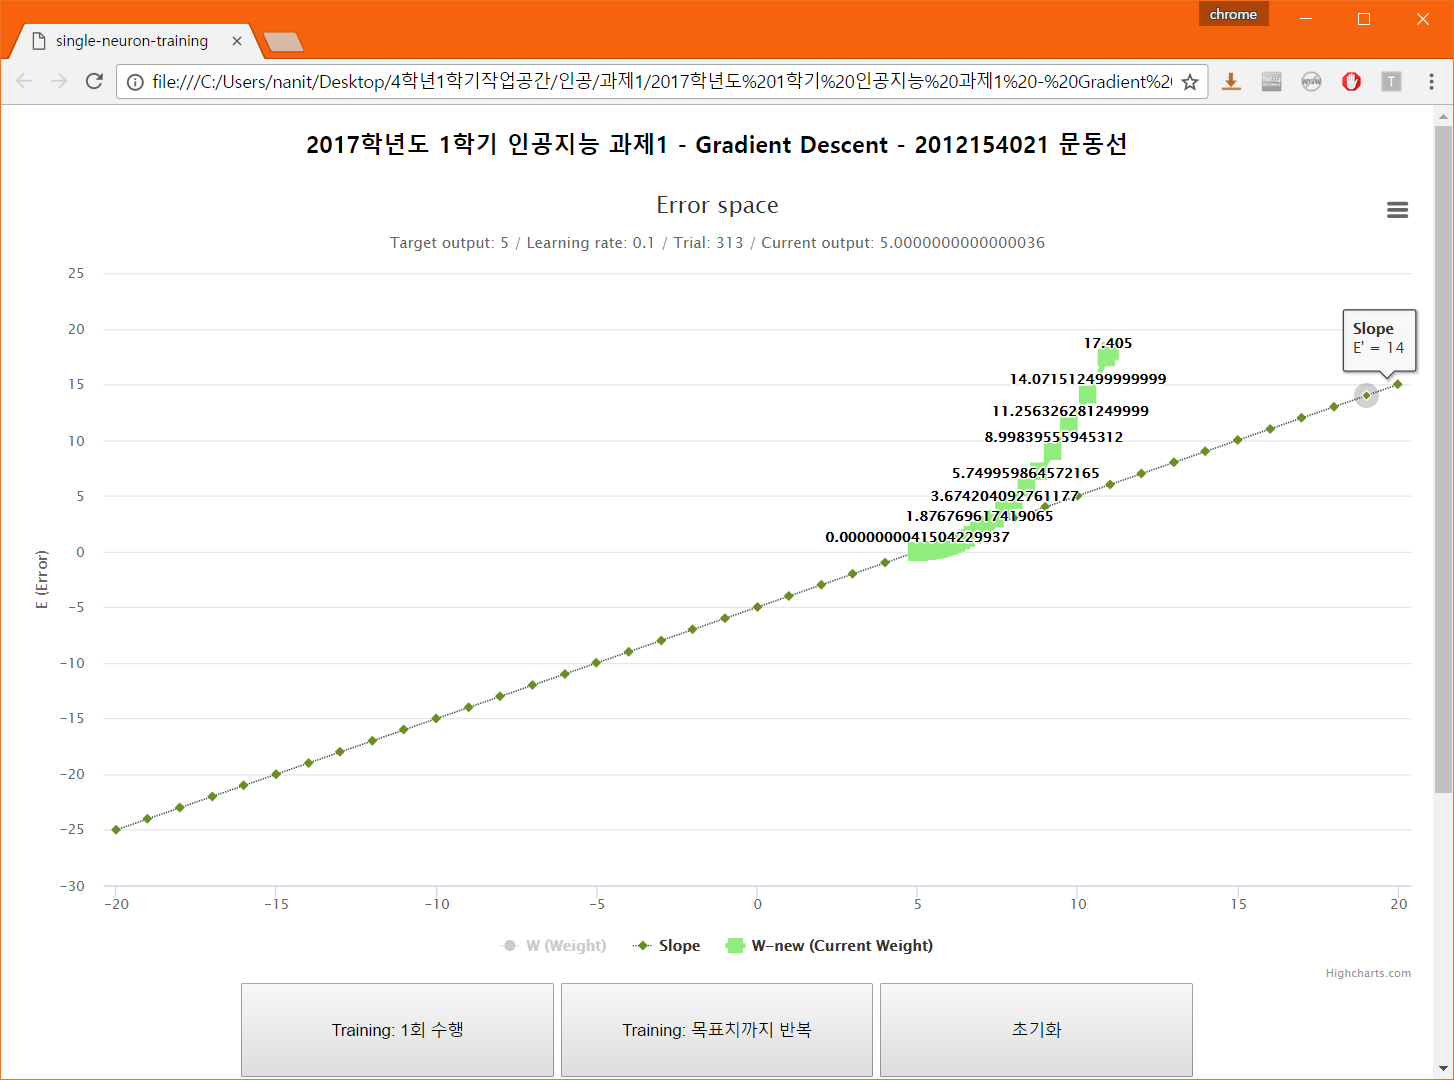 chrome
single-neuron-training
file:///C:/Users/nanit/Desktop/4학년1학기작업공간/인공/과제1/2017학년도%201학기%20인공지능%20과제1%20-%20Gradient%20
T
2017학년도 1학기 인공지능 과제1 - Gradient Descent - 2012154021 문동선
Error space
Target output: 5 / Learning rate: 0.1 / Trial: 313 / Current output: 5.0000000000000036
25
20
15
10
5
0
-5
-10
-15
-20
-25
-30
E (Error)
Slope
E' = 14
17.405
14.071512499999999
11.256326281249999
8.99839555945312
5.749959864572165
3.674204092761177
1.876769617419065
0.0000000041504229937
-20 -15 -10 -5 0 5 10 15 20
W (Weight) Slope W-new (Current Weight)
Highcharts.com
Training: 1회 수행 Training: 목표치까지 반복 초기화